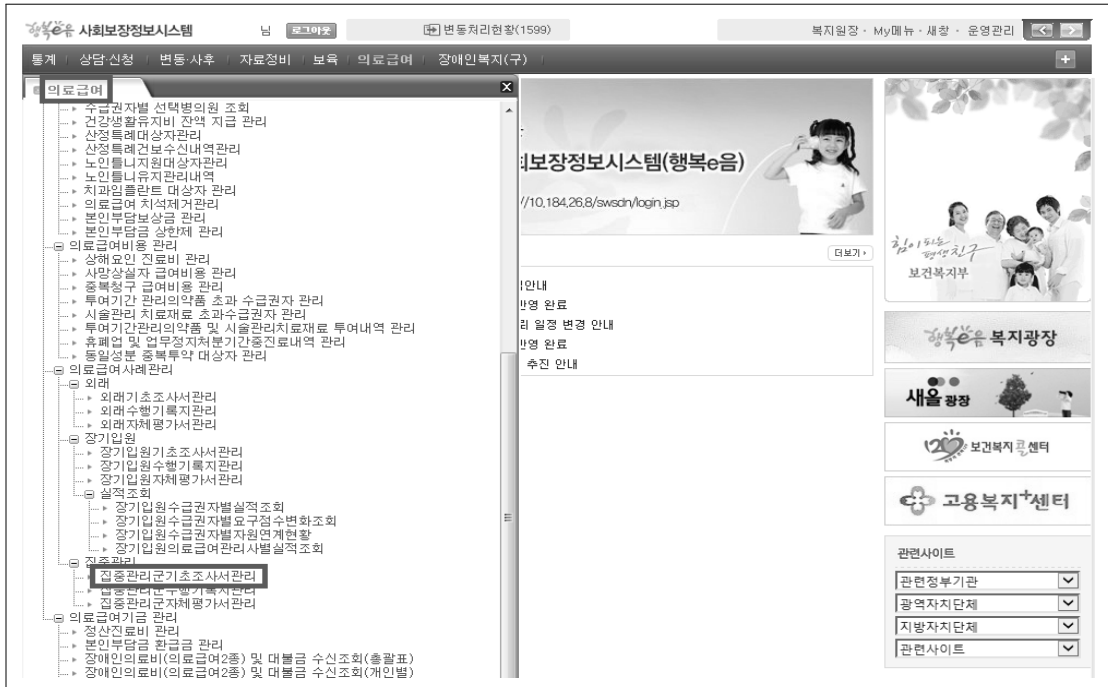 행복e음 사회보장정보시스템 님 로그아웃 변동처리현황(1599) 복지일장 · My메뉴 · 새창 · 운영관리
통계 상담·신청 변동·사후 자료정비 보육 의료급여 장애인복지(구)
의료급여
수급권자별 선택병의원 조회
건강생활유지비 잔액 지급 관리
산정특례대상자관리
산정특례건보수신내역관리
노인틀니지원대상자관리
노인틀니유지관리내역
치과임플란트 대상자 관리
의료급여 치석제거관리
본인부담보상금 관리
본인부담금 상한제 관리
의료급여비용 관리
상해요인 진료비 관리
사망상실자 급여비용 관리
중복청구 급여비용 관리
투여기간 관리의약품 초과 수급권자 관리
시술관리 치료재료 초과수급권자 관리
투여기간관리의약품 및 시술관리치료재료 투여내역 관리
휴폐업 및 업무정지처분기간중진료내역 관리
동일성분 중복투약 대상자 관리
의료급여사례관리
외래
외래기초조사서관리
외래수행기록지관리
외래자체평가서관리
장기입원
장기입원기초조사서관리
장기입원수행기록지관리
장기입원자체평가서관리
실적조회
장기입원수급권자별실적조회
장기입원수급권자별요구점수변화조회
장기입원수급권자별자원연계현황
장기입원의료급여관리사별실적조회
집중관리
집중관리군기초조사서관리
집중관리군수행기록지관리
집중관리군자체평가서관리
의료급여기금 관리
정산진료비 관리
본인부담금 환급금 관리
장애인의료비(의료급여2종) 및 대불금 수신조회(총괄표)
장애인의료비(의료급여2종) 및 대불금 수신조회(개인별)
회보장정보시스템(행복e음)
//10.184.26.8/swsdn/login.jsp
더보기
안내
반영 완료
리 일정 변경 안내
반영 완료
추진 안내
힘이 되는
평생친구
보건복지부
행복e음 복지광장
새올 광장
129 보건복지콜센터
고용복지+센터
관련사이트
관련정부기관
광역자치단체
지방자치단체
관련사이트